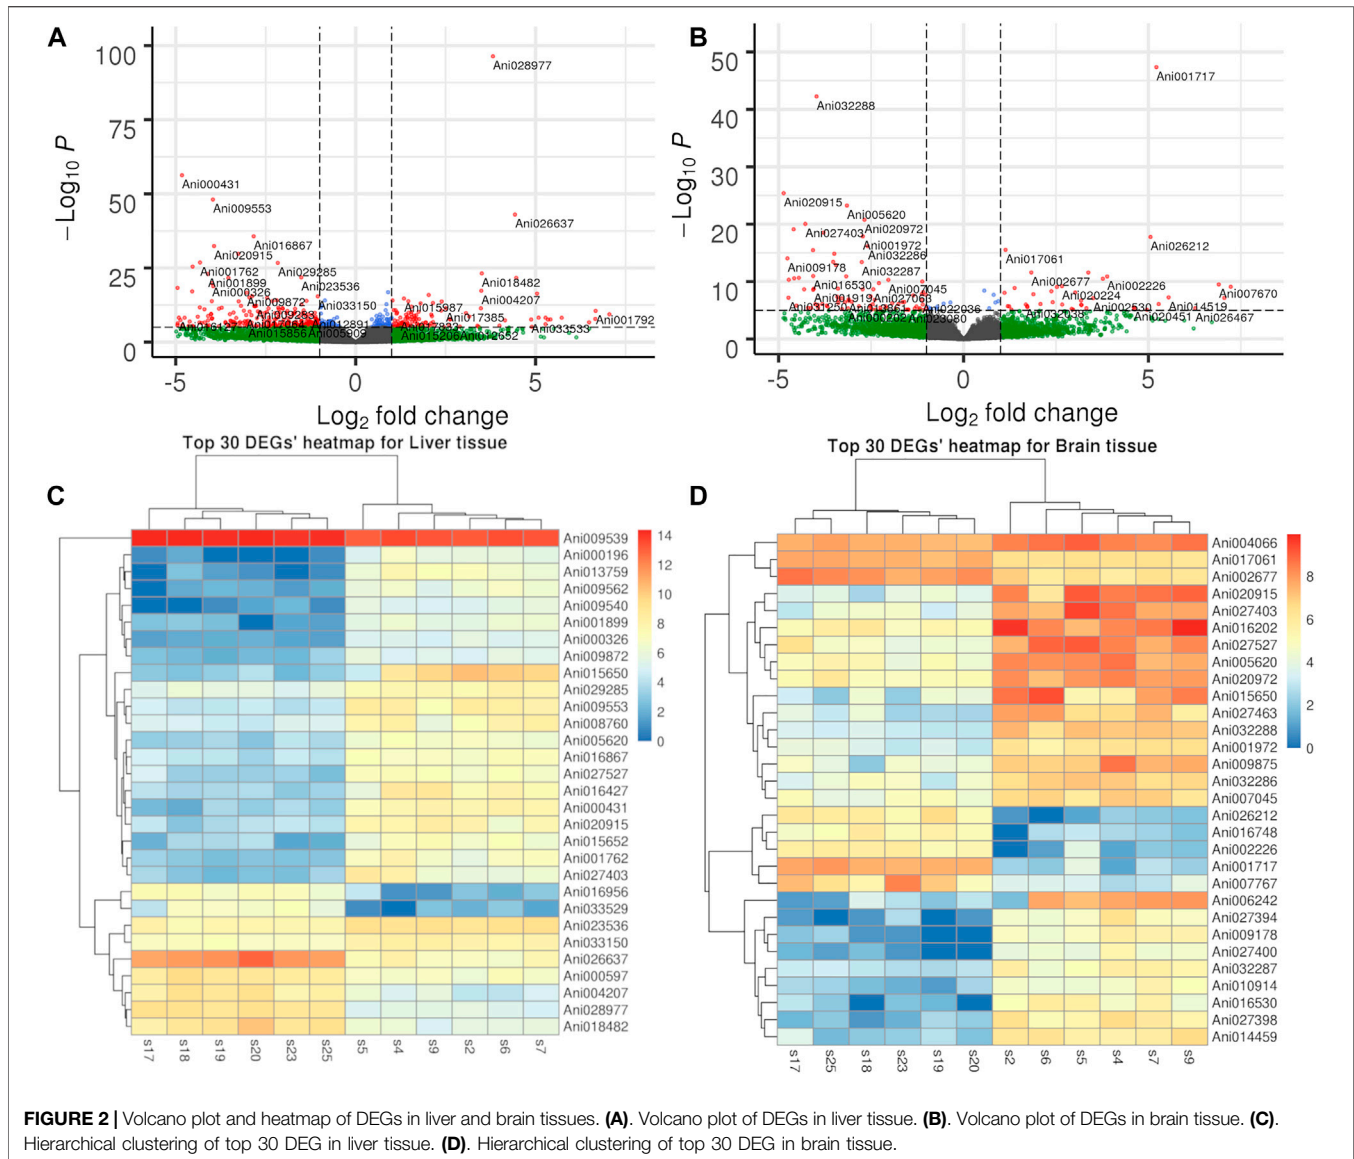 A
100
75
50
25
0
−Log10 P
-5
0
5
Log2 fold change
Ani028977
Ani000431
Ani009553
Ani026637
Ani016867
Ani020915
Ani001762
Ani029285
Ani001899
Ani023536
Ani018482
Ani000326
Ani009872
Ani033150
Ani015987
Ani004207
Ani017385
Ani001792
Ani033533
Ani012891
Ani015856
Ani005909
B
50
40
30
20
10
0
−Log10 P
-5
0
5
Log2 fold change
Ani001717
Ani032288
Ani020915
Ani005620
Ani027403
Ani020972
Ani001972
Ani026212
Ani032286
Ani017061
Ani009178
Ani032287
Ani016530
Ani007045
Ani002677
Ani002226
Ani020224
Ani007670
Ani027063
Ani002530
Ani014519
Ani022036
Ani032038
Ani020451
Ani026467
Ani023080
C
Top 30 DEGs' heatmap for Liver tissue
Ani009539
Ani000196
Ani013759
Ani009562
Ani009540
Ani001899
Ani000326
Ani009872
Ani015650
Ani029285
Ani009553
Ani008760
Ani005620
Ani016867
Ani027527
Ani016427
Ani000431
Ani020915
Ani015652
Ani001762
Ani027403
Ani016956
Ani033529
Ani023536
Ani033150
Ani026637
Ani000597
Ani004207
Ani028977
Ani018482
14
12
10
8
6
4
2
0
s17
s18
s19
s20
s23
s25
s5
s4
s9
s2
s6
s7
D
Top 30 DEGs' heatmap for Brain tissue
Ani004066
Ani017061
Ani002677
Ani020915
Ani027403
Ani016202
Ani027527
Ani005620
Ani020972
Ani015650
Ani027463
Ani032288
Ani001972
Ani009875
Ani032286
Ani007045
Ani026212
Ani016748
Ani002226
Ani001717
Ani007767
Ani006242
Ani027394
Ani009178
Ani027400
Ani032287
Ani010914
Ani016530
Ani027398
Ani014459
8
6
4
2
0
s17
s25
s18
s23
s19
s20
s2
s6
s5
s4
s7
s9
FIGURE 2 | Volcano plot and heatmap of DEGs in liver and brain tissues. (A). Volcano plot of DEGs in liver tissue. (B). Volcano plot of DEGs in brain tissue. (C).
Hierarchical clustering of top 30 DEG in liver tissue. (D). Hierarchical clustering of top 30 DEG in brain tissue.